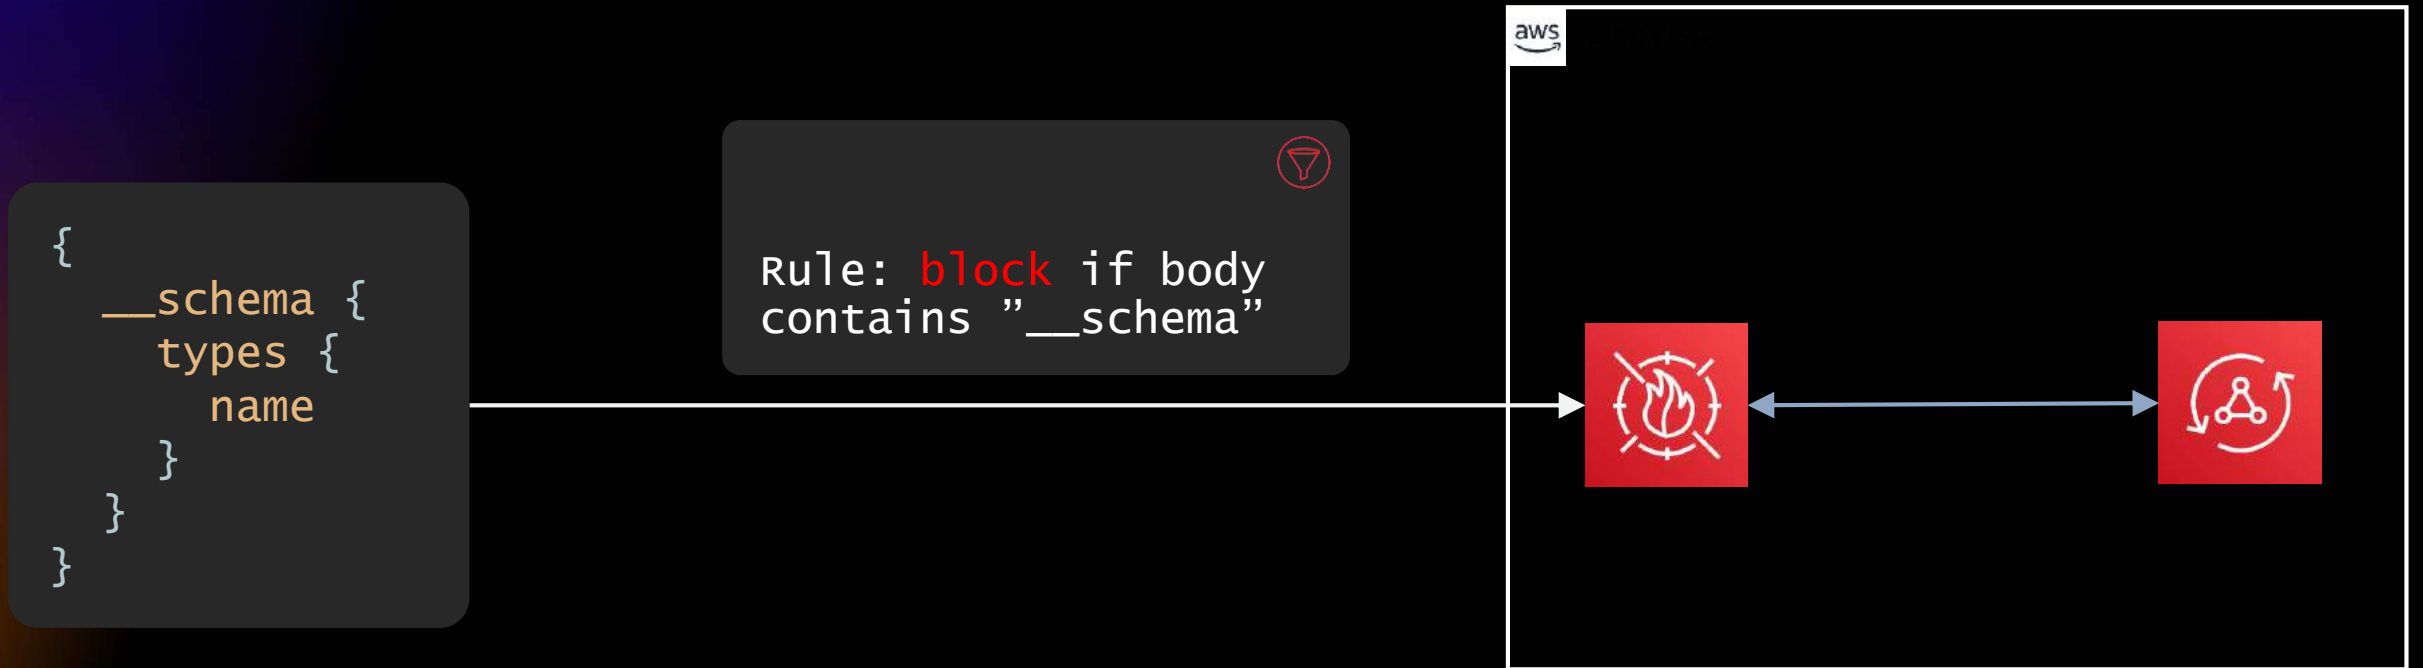 aws
{
__schema {
types {
name
}
}
}
Rule: block if body
contains ”__schema”